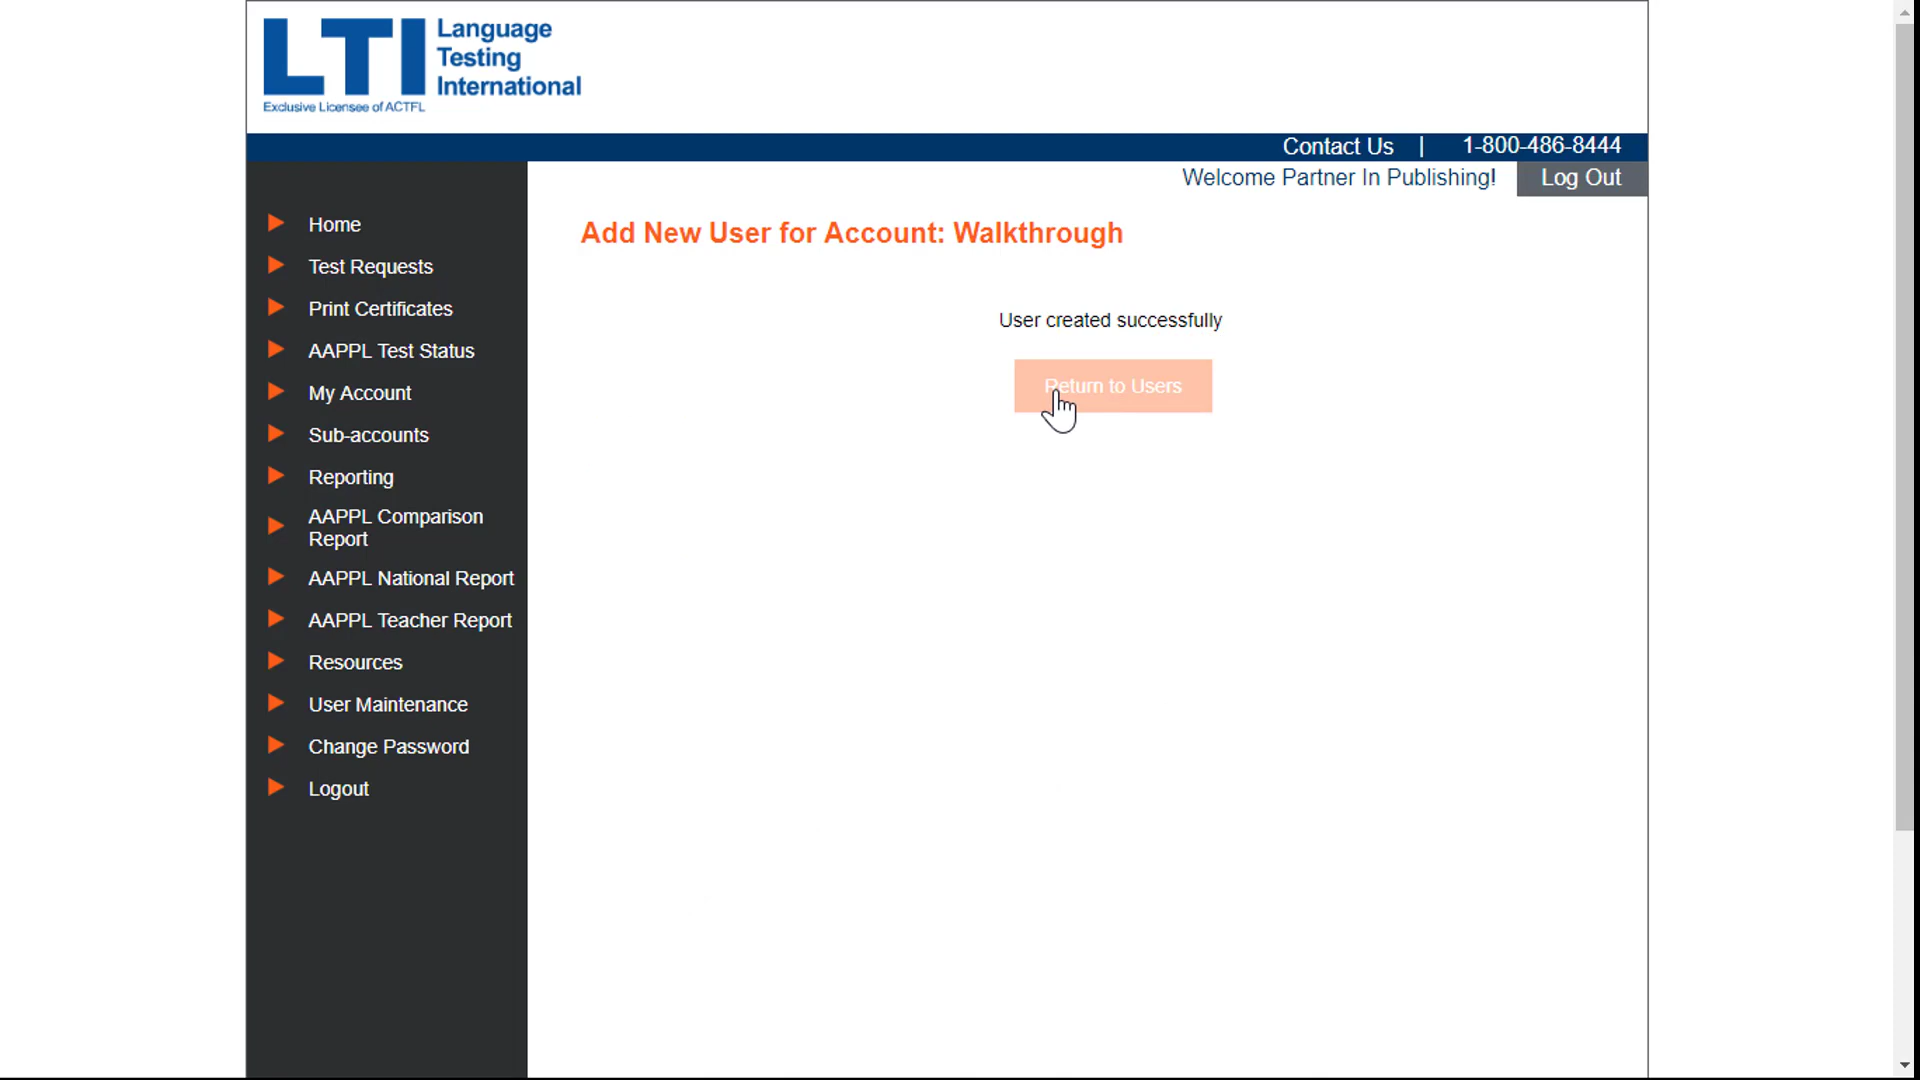 LTI
Language
Testing
International
Exclusive Licensee of ACTFL
Contact Us | 1-800-486-8444
Welcome Partner In Publishing! Log Out
Home
Test Requests
Print Certificates
AAPPL Test Status
My Account
Sub-accounts
Reporting
AAPPL Comparison
Report
AAPPL National Report
AAPPL Teacher Report
Resources
User Maintenance
Change Password
Logout
Add New User for Account: Walkthrough
User created successfully
Return to Users